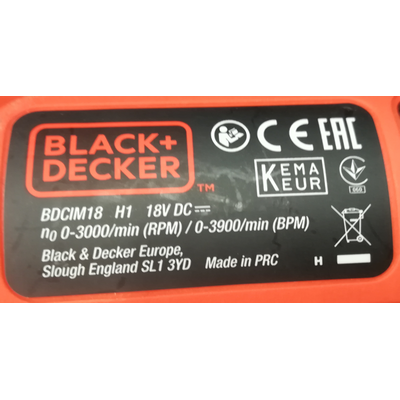 BLACK+
DECKER
TM
CE EAC
KEMA
KEUR
BDCIM18 H1 18V DC
n0 0-3000/min (RPM) / 0-3900/min (BPM)
Black & Decker Europe,
Slough England SL1 3YD Made in PRC
H